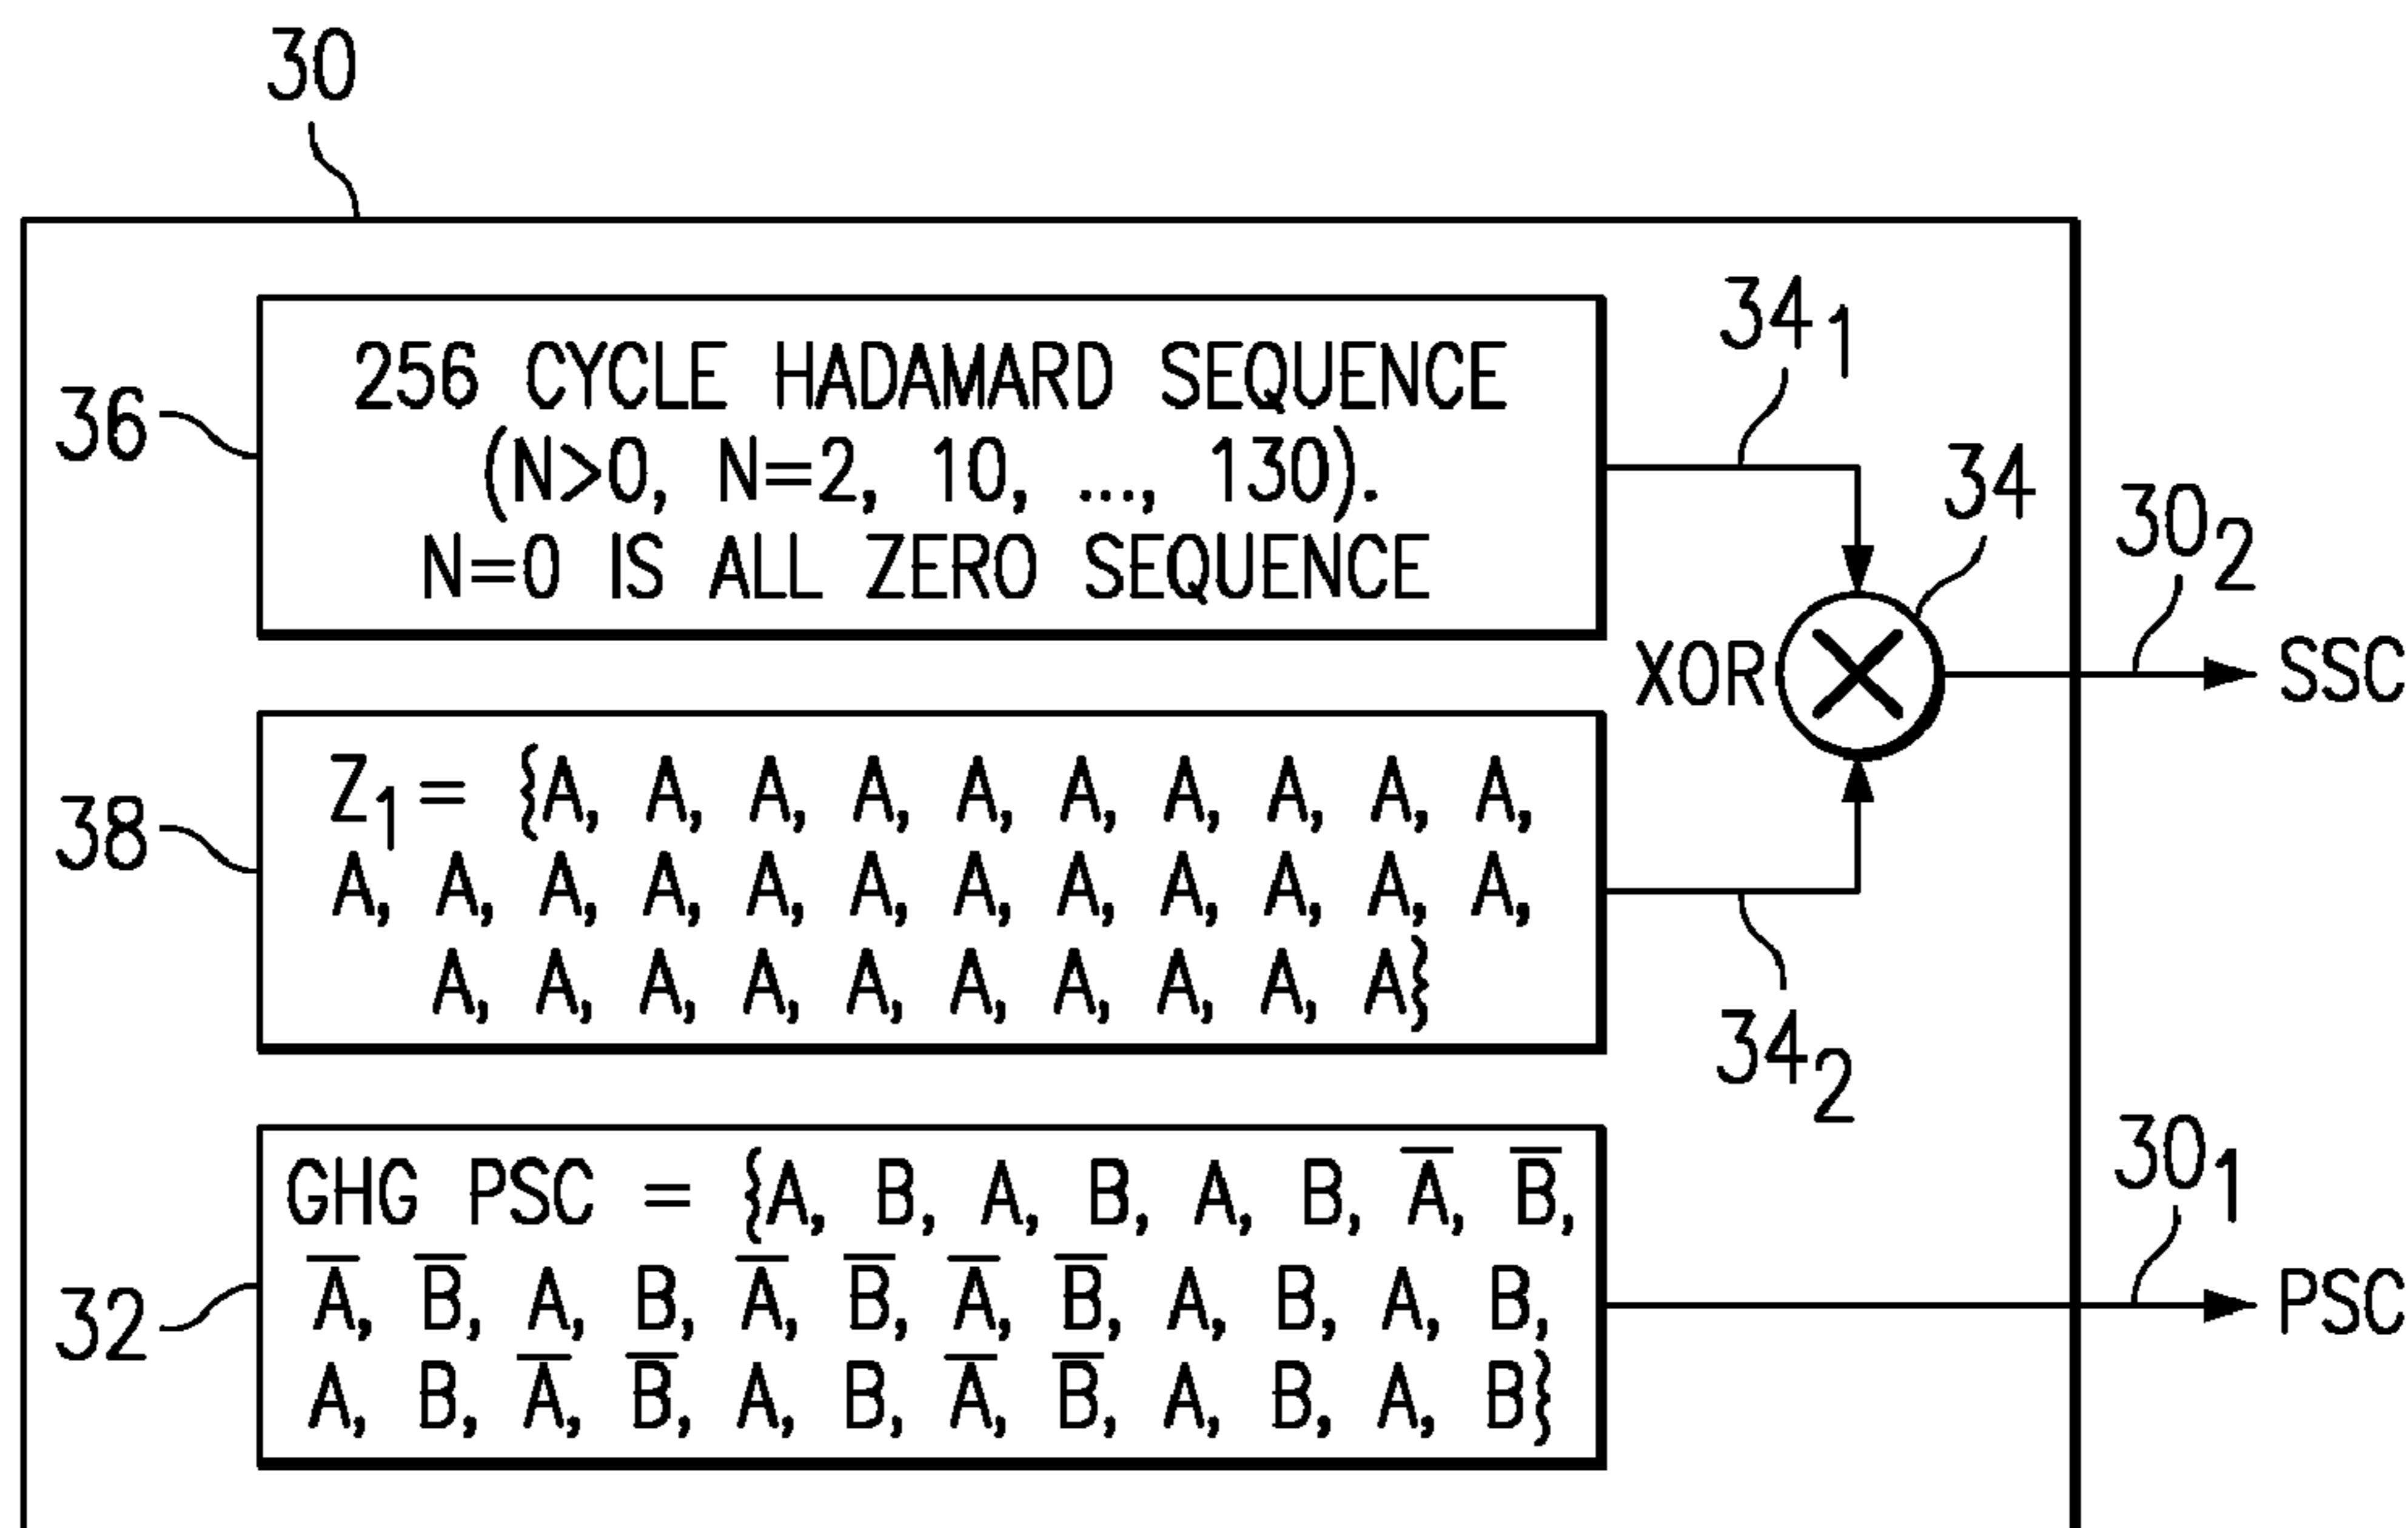 30
256 CYCLE HADAMARD SEQUENCE
(N>0, N=2, 10, ..., 130).
N=0 IS ALL ZERO SEQUENCE
36
34₁
34
30₂
XOR
SSC
Z₁ = {A, A, A, A, A, A, A, A, A, A,
A, A, A, A, A, A, A, A, A, A, A, A,
A, A, A, A, A, A, A, A, A, A}
38
34₂
GHG PSC = {A, B, A, B, A, B, A̅, B̅,
A̅, B̅, A, B, A̅, B̅, A̅, B̅, A, B, A, B,
A, B, A̅, B̅, A, B, A̅, B̅, A, B, A, B}
32
30₁
PSC